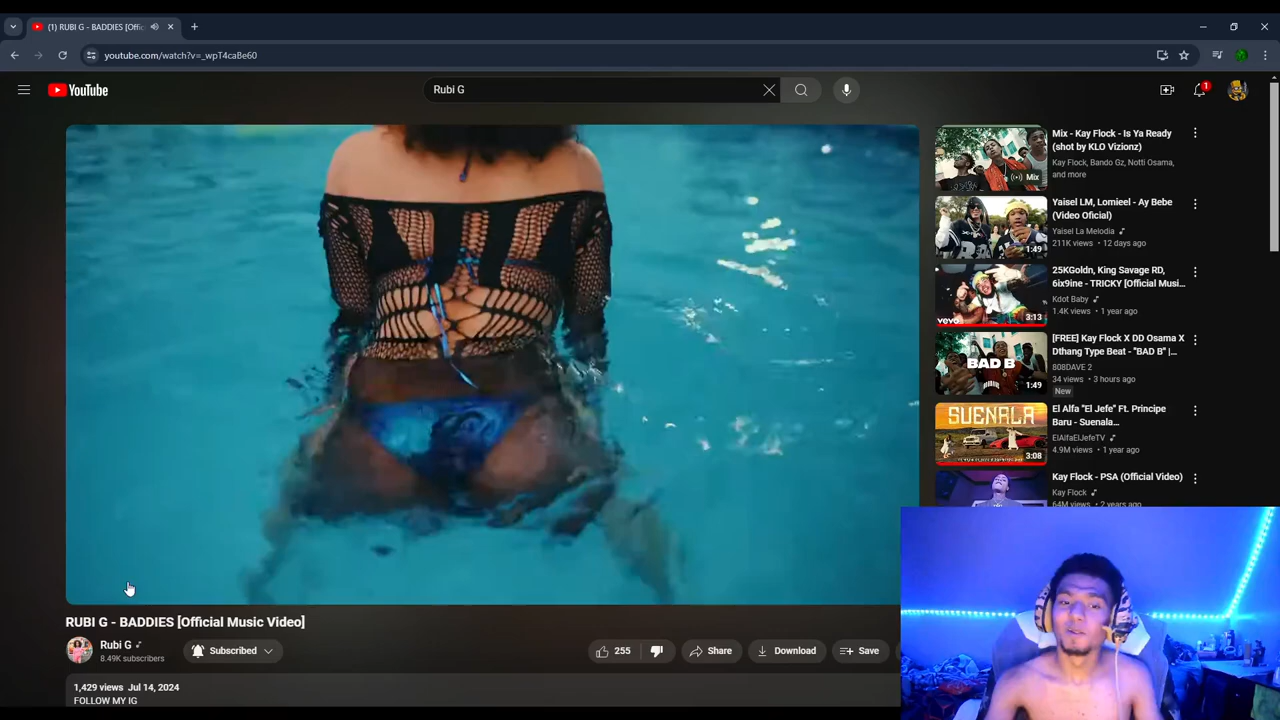 (1) RUBI G - BADDIES [Offic
youtube.com/watch?v=_wpT4caBe60
YouTube
Rubi G
1
Mix - Kay Flock - Is Ya Ready
(shot by KLO Vizionz)
Kay Flock, Bando Gz, Notti Osama,
and more
Mix
Yaisel LM, Lomieel - Ay Bebe
(Video Oficial)
Yaisel La Melodia
211K views • 12 days ago
1:49
25KGoldn, King Savage RD,
6ix9ine - TRICKY [Official Musi...
Kdot Baby
1.4K views • 1 year ago
vevo
3:13
[FREE] Kay Flock X DD Osama X
Dthang Type Beat - "BAD B" |...
808DAVE 2
34 views • 3 hours ago
New
BAD B
1:49
El Alfa "El Jefe" Ft. Principe
Baru - Suenala...
ElAlfaElJefeTV
4.9M views • 1 year ago
SUENALA
3:08
Kay Flock - PSA (Official Video)
Kay Flock
64M views • 2 years ago
RUBI G - BADDIES [Official Music Video]
Rubi G
8.49K subscribers
Subscribed
255
Share
Download
Save
1,429 views Jul 14, 2024
FOLLOW MY IG